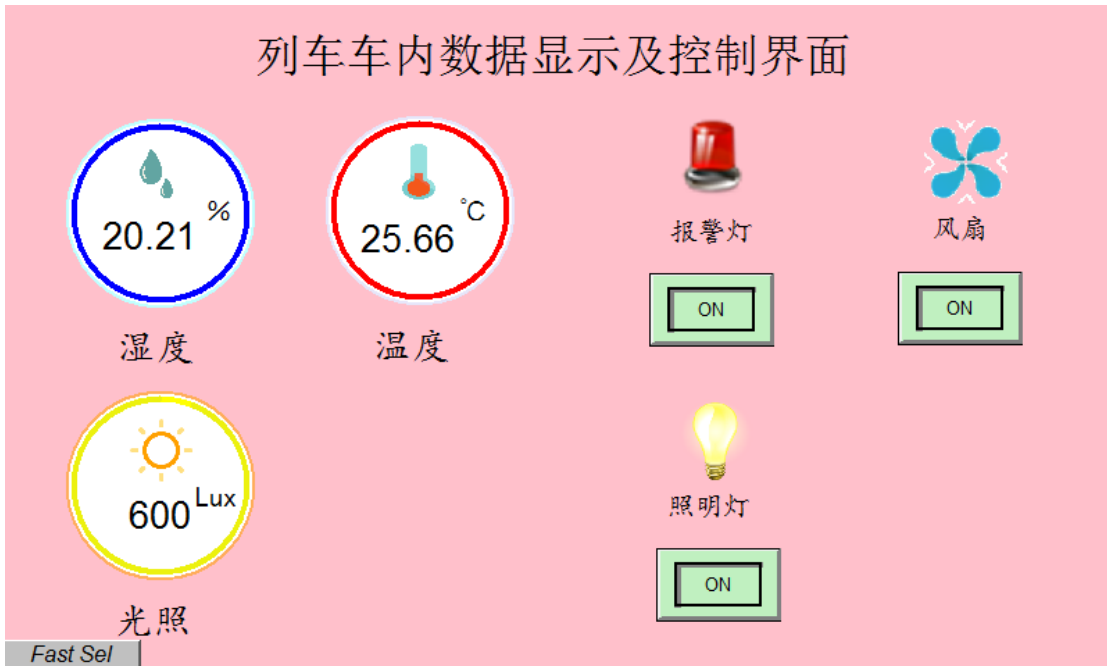 列车车内数据显示及控制界面
20.21 %
湿度
25.66 °C
温度
报警灯
ON
风扇
ON
600 Lux
光照
照明灯
ON
Fast Sel